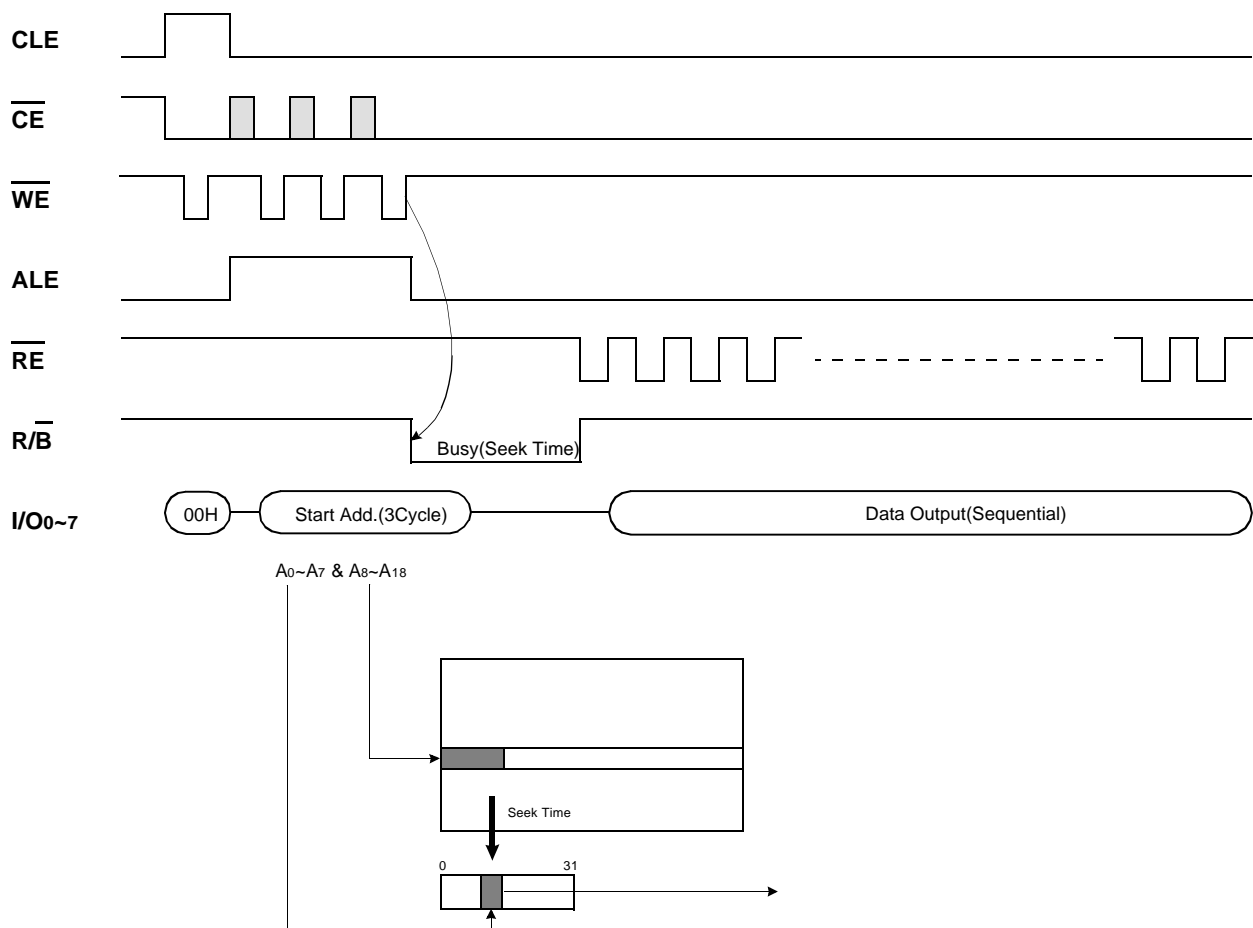 CLE
CE
WE
ALE
RE
R/B
Busy(Seek Time)
I/O0~7
00H
Start Add.(3Cycle)
Data Output(Sequential)
A0~A7 & A8~A18
Seek Time
0
31